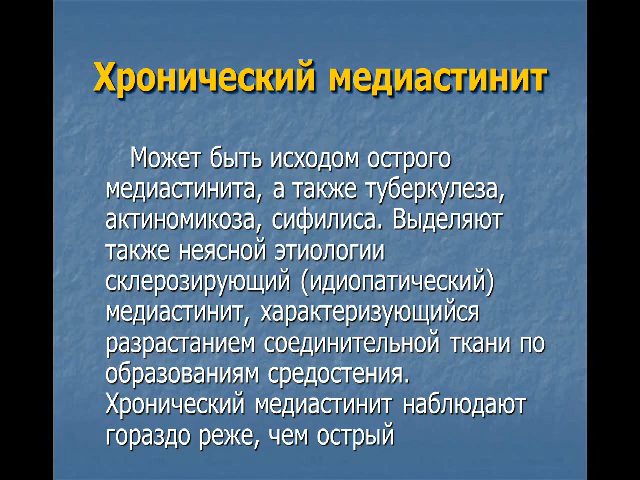 Хронический медиастинит
Может быть исходом острого
медиастинита, а также туберкулеза,
актиномикоза, сифилиса. Выделяют
также неясной этиологии
склерозирующий (идиопатический)
медиастинит, характеризующийся
разрастанием соединительной ткани по
образованиям средостения.
Хронический медиастинит наблюдают
гораздо реже, чем острый